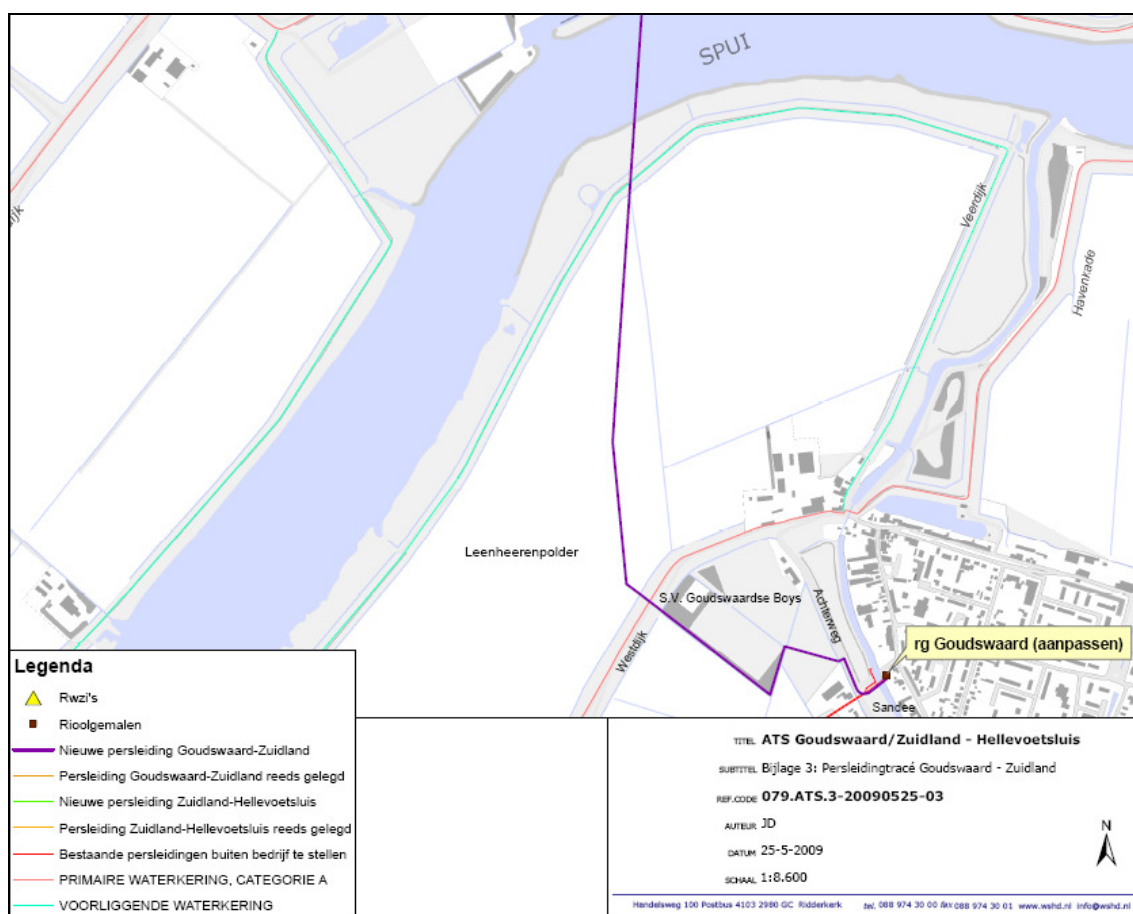 SPUI
Veerdijk
Havenkade
ijk
Leenheerenpolder
S.V. Goudswaardse Boys
Achterweg
Westdijk
rg Goudswaard (aanpassen)
Sandee
Legenda
Rwzi's
Rioolgemalen
Nieuwe persleiding Goudswaard-Zuidland
Persleiding Goudswaard-Zuidland reeds gelegd
Nieuwe persleiding Zuidland-Hellevoetsluis
Persleiding Zuidland-Hellevoetsluis reeds gelegd
Bestaande persleidingen buiten bedrijf te stellen
PRIMAIRE WATERKERING, CATEGORIE A
VOORLIGGENDE WATERKERING
TITEL ATS Goudswaard/Zuidland - Hellevoetsluis
SUBTITEL Bijlage 3: Persleidingtracé Goudswaard - Zuidland
REF.CODE 079.ATS.3-20090525-03
AUTEUR JD
DATUM 25-5-2009
SCHAAL 1:8.600
N
Handelsweg 100 Postbus 4103 2980 GC Ridderkerk tel. 088 974 30 00 fax 088 974 30 01 www.wshd.nl info@wshd.nl